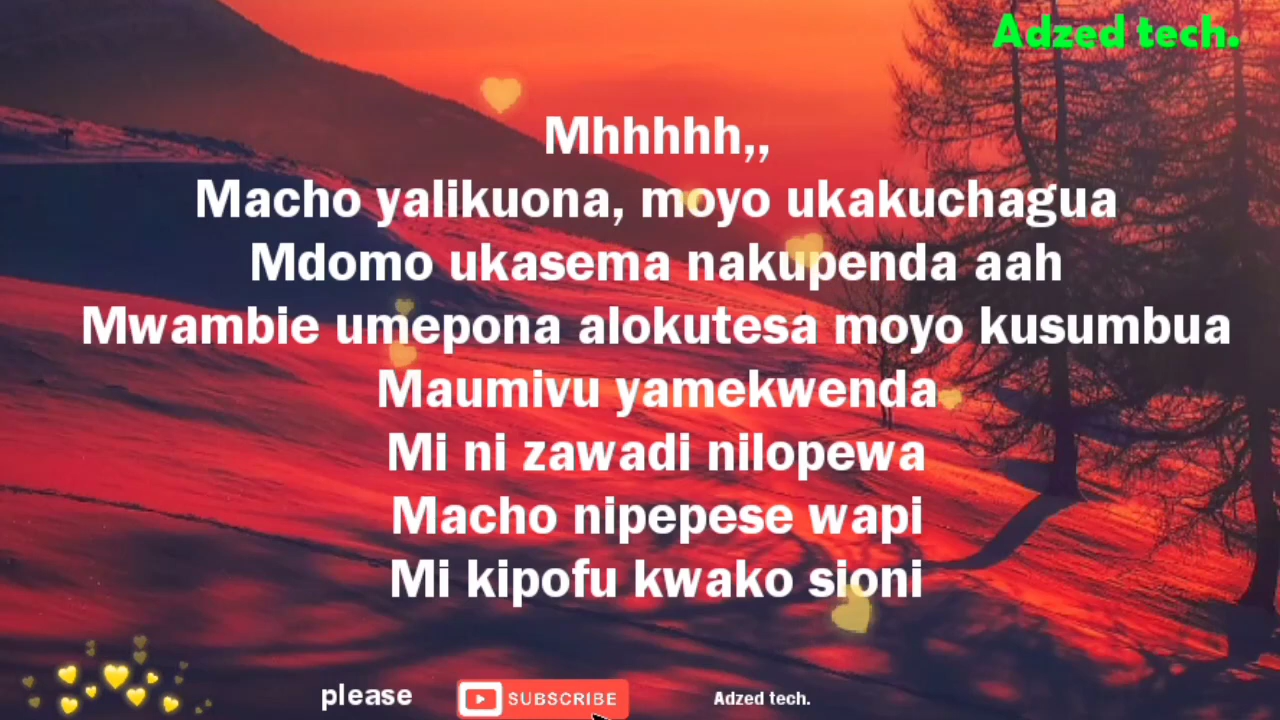 Adzed tech.
Mhhhhh,,
Macho yalikuona, moyo ukakuchagua
Mdomo ukasema nakupenda aah
Mwambie umepona alokutesa moyo kusumbua
Maumivu yamekwenda
Mi ni zawadi nilopewa
Macho nipepese wapi
Mi kipofu kwako sioni
please SUBSCRIBE Adzed tech.